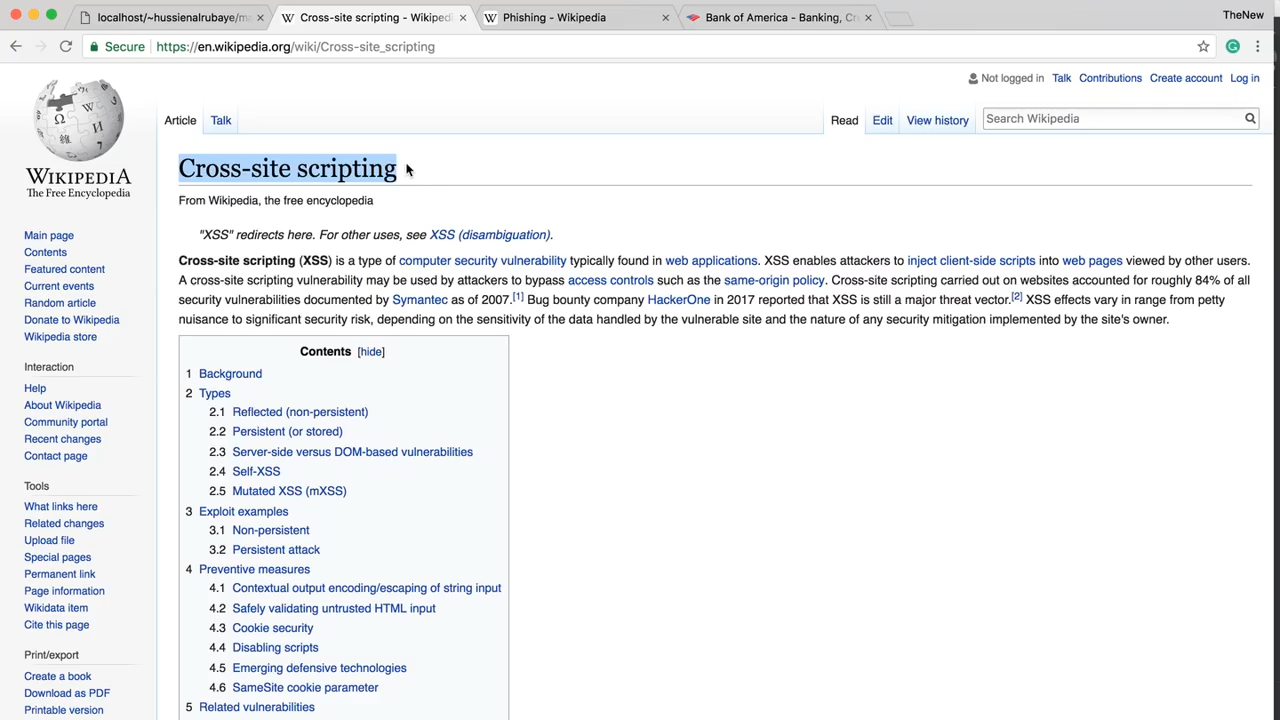 localhost/~hussienalrubaye/ma
Cross-site scripting - Wikiped
Phishing - Wikipedia
Bank of America - Banking, Cr
TheNew
Secure
https://en.wikipedia.org/wiki/Cross-site_scripting
Not logged in Talk Contributions Create account Log in
Article Talk
Read Edit View history
Search Wikipedia
WIKIPEDIA
The Free Encyclopedia
Main page
Contents
Featured content
Current events
Random article
Donate to Wikipedia
Wikipedia store
Interaction
Help
About Wikipedia
Community portal
Recent changes
Contact page
Tools
What links here
Related changes
Upload file
Special pages
Permanent link
Page information
Wikidata item
Cite this page
Print/export
Create a book
Download as PDF
Printable version
Cross-site scripting
From Wikipedia, the free encyclopedia
"XSS" redirects here. For other uses, see XSS (disambiguation).
Cross-site scripting (XSS) is a type of computer security vulnerability typically found in web applications. XSS enables attackers to inject client-side scripts into web pages viewed by other users.
A cross-site scripting vulnerability may be used by attackers to bypass access controls such as the same-origin policy. Cross-site scripting carried out on websites accounted for roughly 84% of all
security vulnerabilities documented by Symantec as of 2007.[1] Bug bounty company HackerOne in 2017 reported that XSS is still a major threat vector.[2] XSS effects vary in range from petty
nuisance to significant security risk, depending on the sensitivity of the data handled by the vulnerable site and the nature of any security mitigation implemented by the site's owner.
Contents [hide]
1 Background
2 Types
2.1 Reflected (non-persistent)
2.2 Persistent (or stored)
2.3 Server-side versus DOM-based vulnerabilities
2.4 Self-XSS
2.5 Mutated XSS (mXSS)
3 Exploit examples
3.1 Non-persistent
3.2 Persistent attack
4 Preventive measures
4.1 Contextual output encoding/escaping of string input
4.2 Safely validating untrusted HTML input
4.3 Cookie security
4.4 Disabling scripts
4.5 Emerging defensive technologies
4.6 SameSite cookie parameter
5 Related vulnerabilities